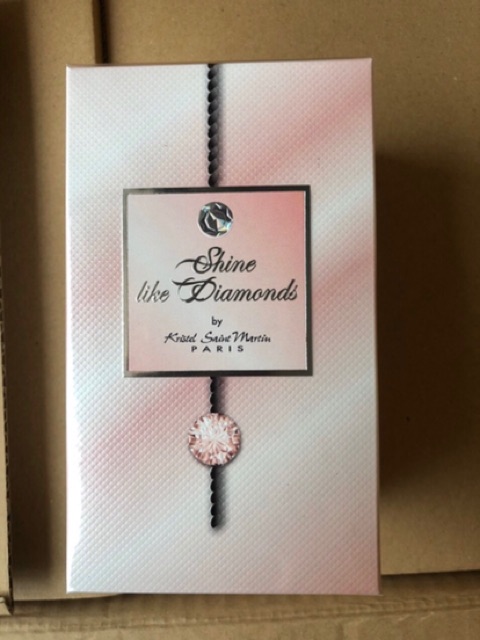 Shine
like Diamonds
by
Kristel Saint Martin
PARIS